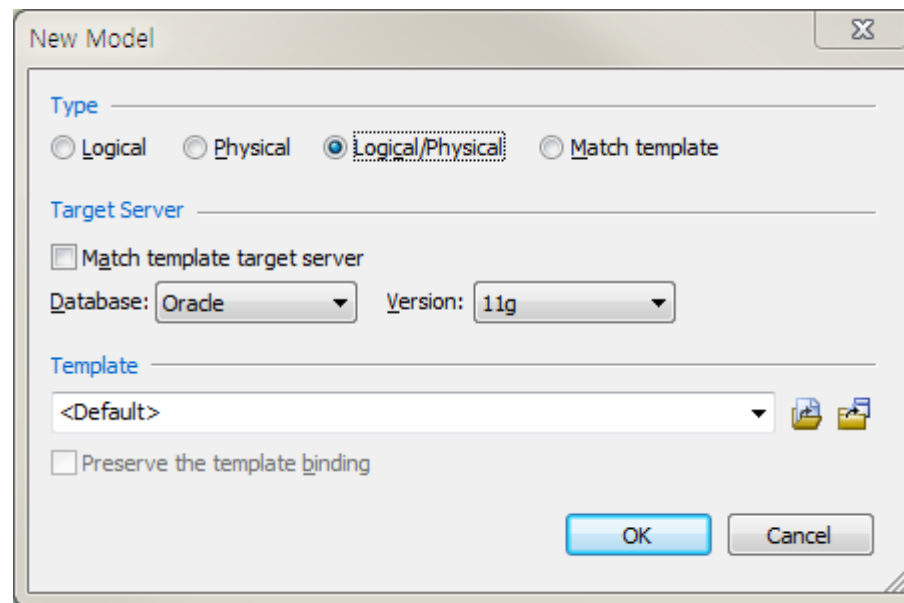 New Model
Type
Logical Physical Logical/Physical Match template
Target Server
Match template target server
Database: Oracle Version: 11g
Template
<Default>
Preserve the template binding
OK Cancel